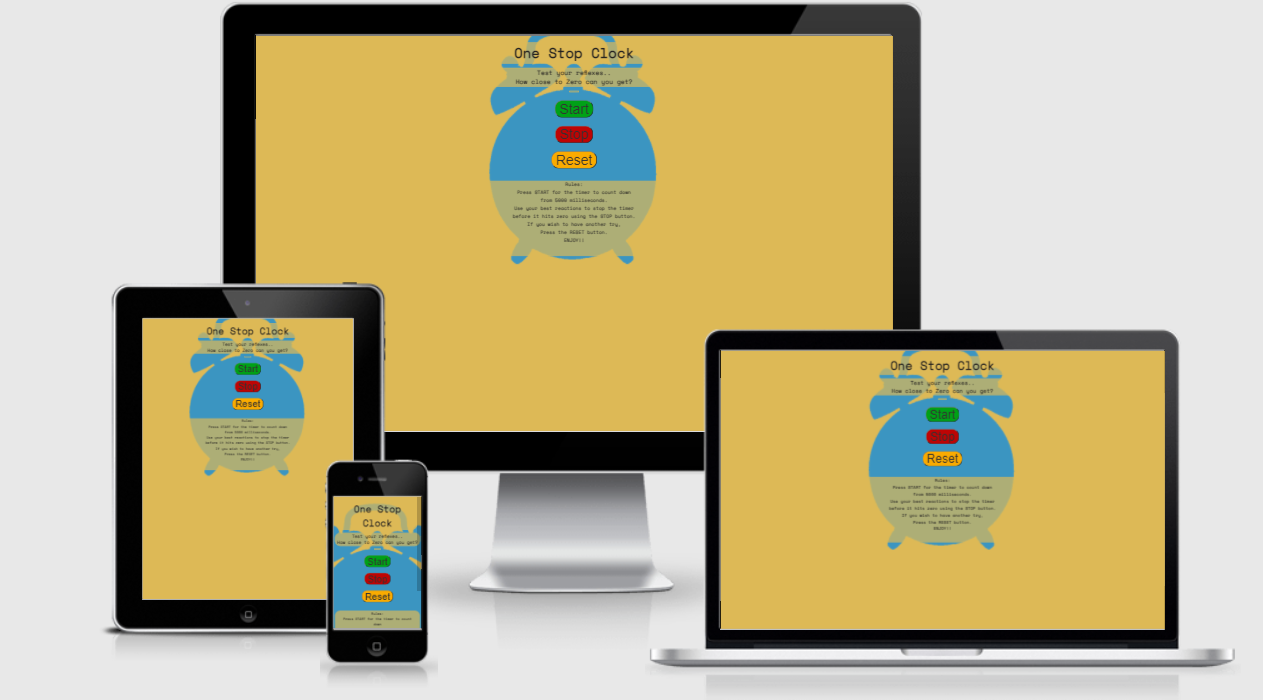 One Stop Clock
Test your reflexes..
How close to Zero can you get?
Start
Stop
Reset
Rules:
Press START for the timer to count down
from 5000 milliseconds.
Use your best reactions to stop the timer
before it hits zero using the STOP button.
If you wish to have another try,
Press the RESET button.
ENJOY!!
One Stop Clock
Test your reflexes..
How close to Zero can you get?
Start
Stop
Reset
Rules:
Press START for the timer to count down
from 5000 milliseconds.
Use your best reactions to stop the timer
before it hits zero using the STOP button.
If you wish to have another try,
Press the RESET button.
ENJOY!!
One Stop Clock
Test your reflexes..
How close to Zero can you get?
Start
Stop
Reset
Rules:
Press START for the timer to count down
from 5000 milliseconds.
Use your best reactions to stop the timer
before it hits zero using the STOP button.
If you wish to have another try,
Press the RESET button.
ENJOY!!
One Stop
Clock
Test your reflexes..
How close to Zero can you get?
Start
Stop
Reset
Rules:
Press START for the timer to count
down